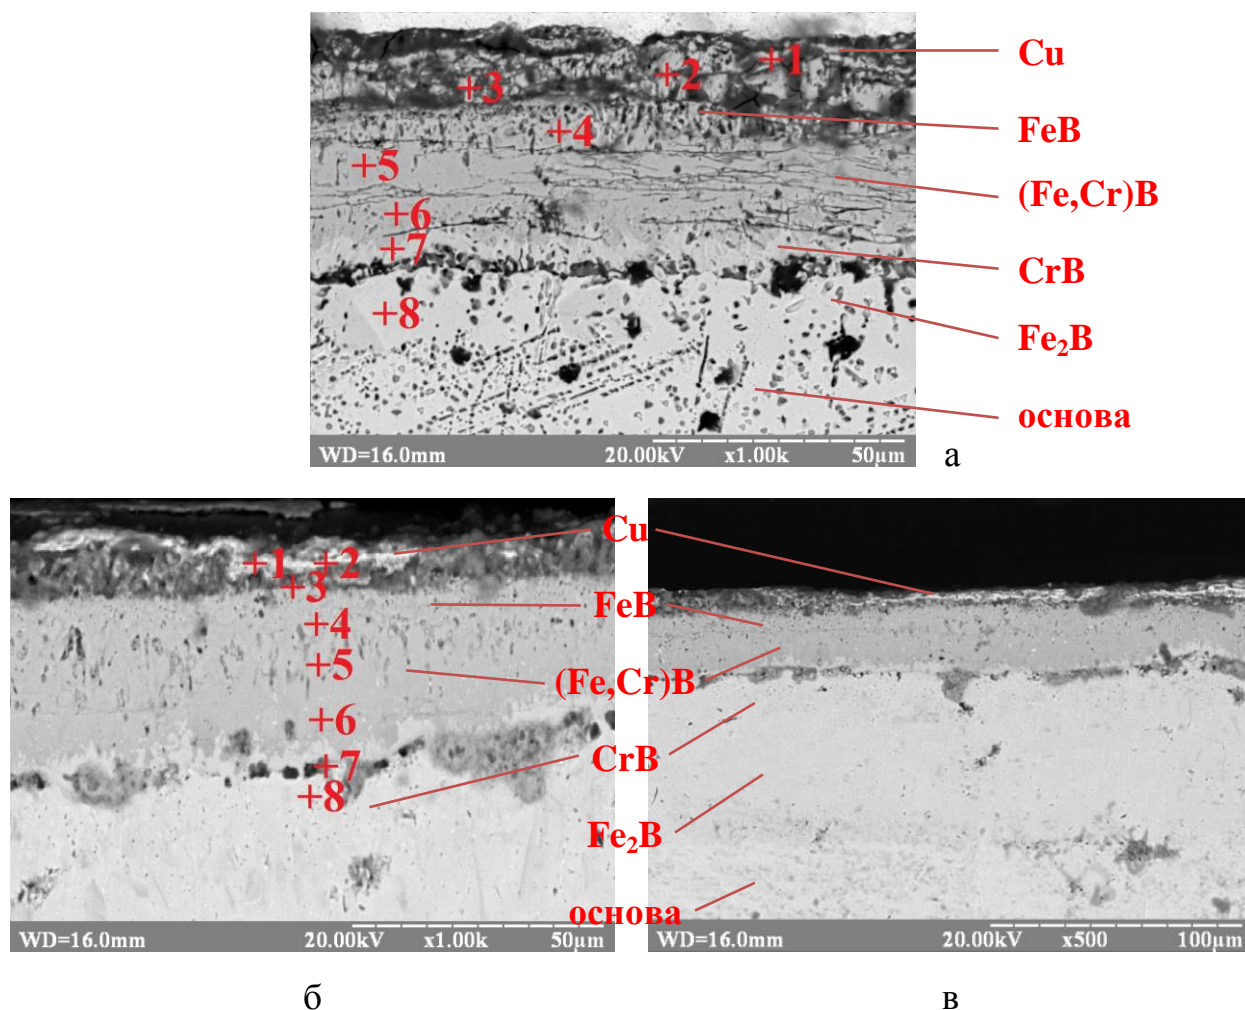 Cu
+1
+2
+3
FeB
+4
+5
(Fe,Cr)B
+6
+7
CrB
+8
Fe₂B
основа
WD=16.0mm 20.00kV x1.00k 50µm
а
Cu
+1 +2
+3
FeB
+4
+5
(Fe,Cr)B
+6
CrB
+7
+8
Fe₂B
основа
WD=16.0mm 20.00kV x1.00k 50µm
WD=16.0mm 20.00kV x500 100µm
б
в